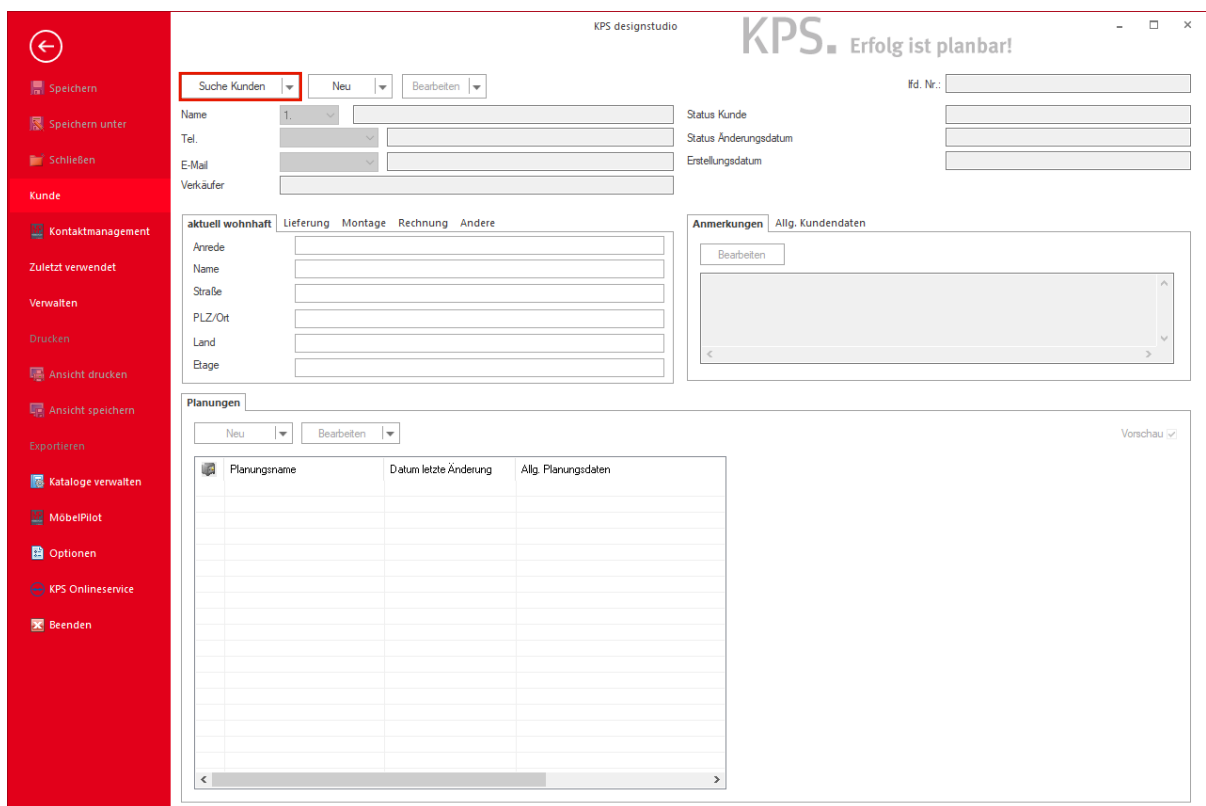 KPS designstudio
KPS. Erfolg ist planbar!
Speichern
Speichern unter
Schließen
Kunde
Kontaktmanagement
Zuletzt verwendet
Verwalten
Drucken
Ansicht drucken
Ansicht speichern
Exportieren
Kataloge verwalten
MöbelPilot
Optionen
KPS Onlineservice
Beenden
Suche Kunden Neu Bearbeiten
lfd. Nr.:
Name 1.
Tel.
E-Mail
Verkäufer
Status Kunde
Status Änderungsdatum
Erstellungsdatum
aktuell wohnhaft Lieferung Montage Rechnung Andere
Anrede
Name
Straße
PLZ/Ort
Land
Etage
Anmerkungen Allg. Kundendaten
Bearbeiten
Planungen
Neu Bearbeiten
Vorschau
Planungsname Datum letzte Änderung Allg. Planungsdaten